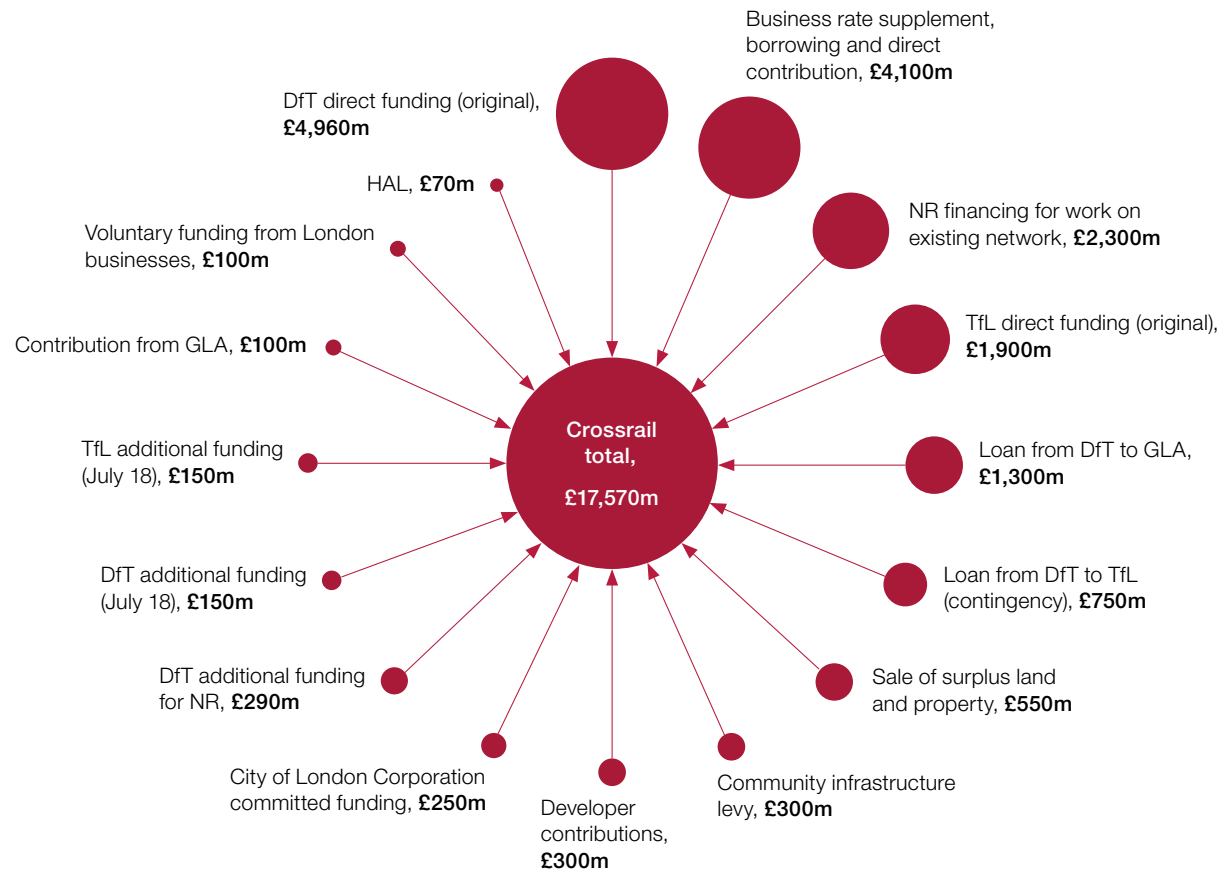 Business rate supplement,
borrowing and direct
contribution, £4,100m
DfT direct funding (original),
£4,960m
HAL, £70m
NR financing for work on
existing network, £2,300m
Voluntary funding from London
businesses, £100m
TfL direct funding (original),
£1,900m
Contribution from GLA, £100m
Crossrail
total,
£17,570m
TfL additional funding
(July 18), £150m
Loan from DfT to GLA,
£1,300m
DfT additional funding
(July 18), £150m
Loan from DfT to TfL
(contingency), £750m
DfT additional funding
for NR, £290m
Sale of surplus land
and property, £550m
City of London Corporation
committed funding, £250m
Developer
contributions,
£300m
Community infrastructure
levy, £300m